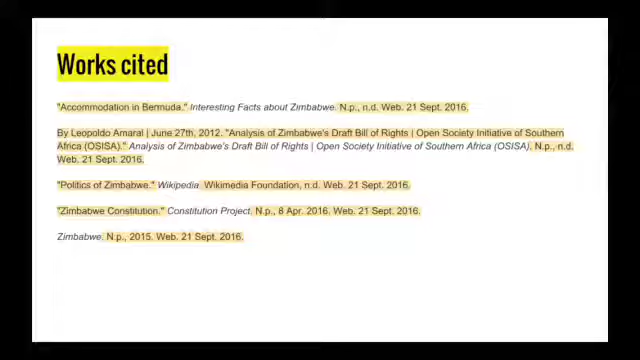 Works cited
"Accommodation in Bermuda." Interesting Facts about Zimbabwe. N.p., n.d. Web. 21 Sept. 2016.
By Leopoldo Amaral | June 27th, 2012. "Analysis of Zimbabwe's Draft Bill of Rights | Open Society Initiative of Southern
Africa (OSISA)." Analysis of Zimbabwe's Draft Bill of Rights | Open Society Initiative of Southern Africa (OSISA). N.p., n.d.
Web. 21 Sept. 2016.
"Politics of Zimbabwe." Wikipedia. Wikimedia Foundation, n.d. Web. 21 Sept. 2016.
"Zimbabwe Constitution." Constitution Project. N.p., 8 Apr. 2016. Web. 21 Sept. 2016.
Zimbabwe. N.p., 2015. Web. 21 Sept. 2016.